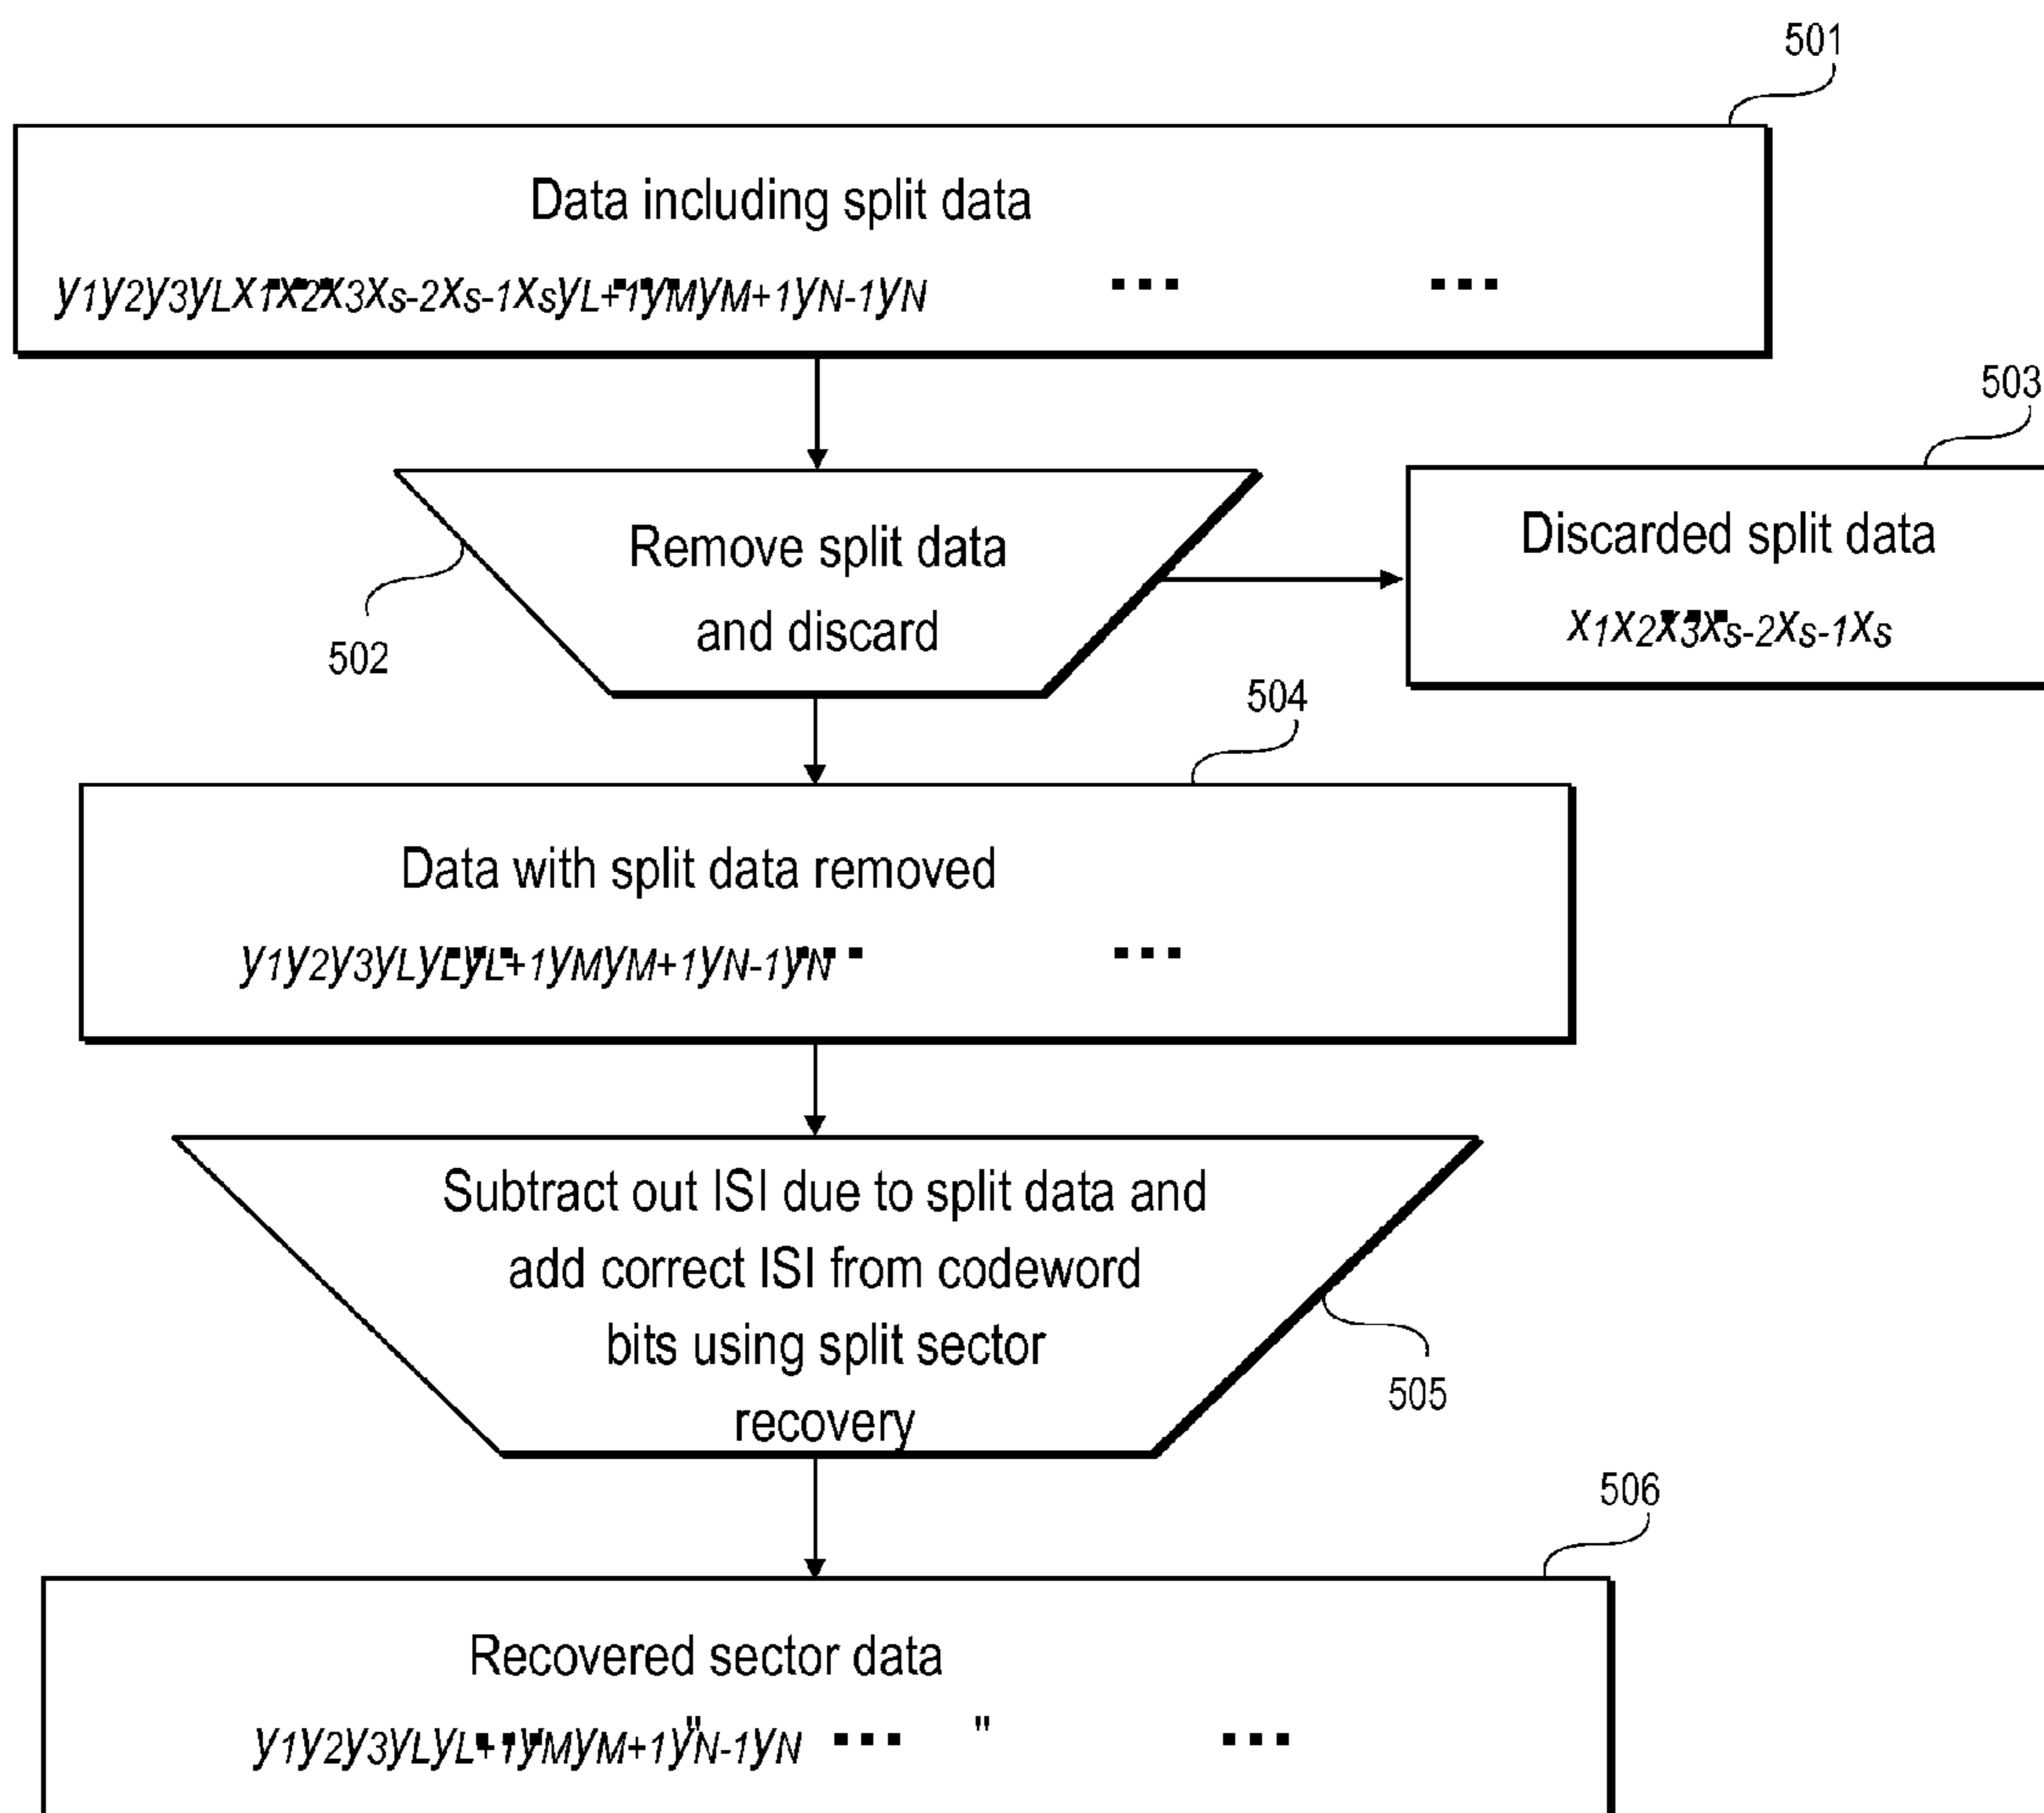 501
Data including split data
y1y2y3yLx1x2x3xs-2xs-1xsyL+1yMyM+1yN-1yN ... ...
503
Remove split data
and discard
Discarded split data
x1x2x3xs-2xs-1xs
502
504
Data with split data removed
y1y2y3yLyLyL+1yMyM+1yN-1yN ... ...
Subtract out ISI due to split data and
add correct ISI from codeword
bits using split sector
recovery
505
506
Recovered sector data
y1y2y3yLyL+1yMyM+1y"N-1yN ... " ...